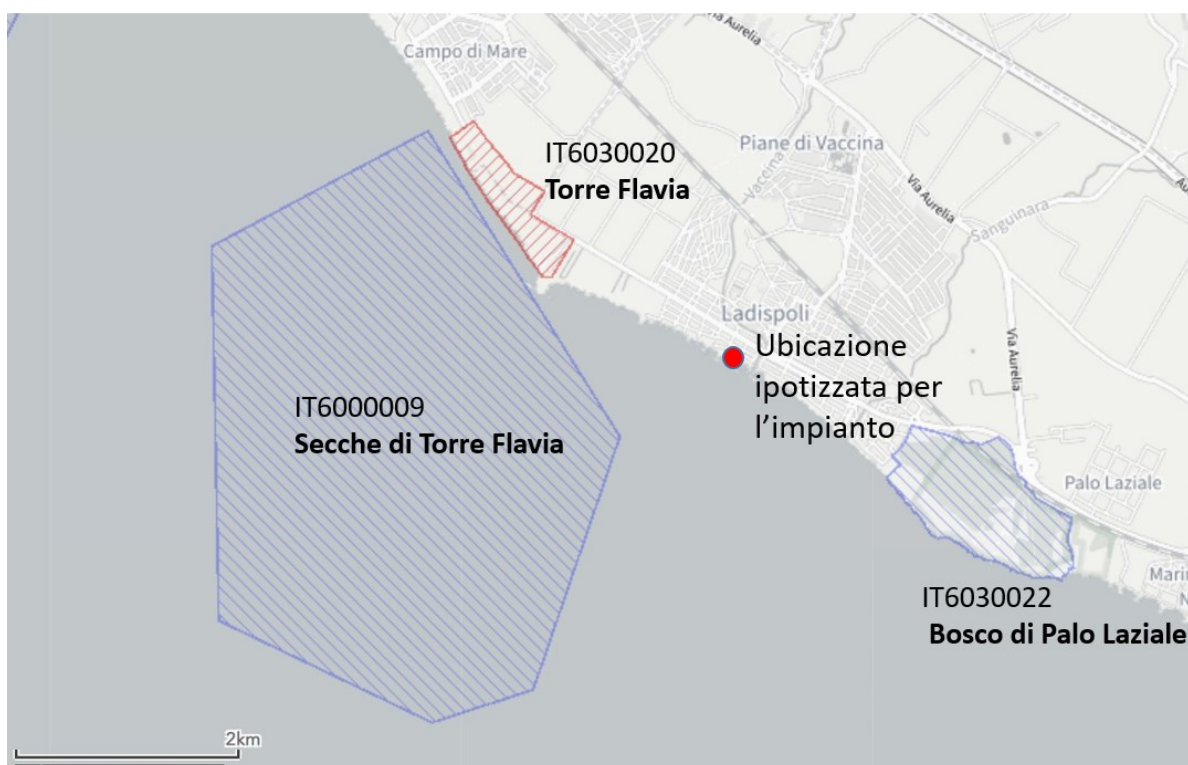 Via Aurelia
Campo di Mare
IT6030020
Torre Flavia
Piane di Vaccina
Vaccina
Via Aurelia
Sanguinara
Ladispoli
Ubicazione
ipotizzata per
l'impianto
Via Aurelia
IT6000009
Secche di Torre Flavia
Palo Laziale
IT6030022
Bosco di Palo Laziale
2km